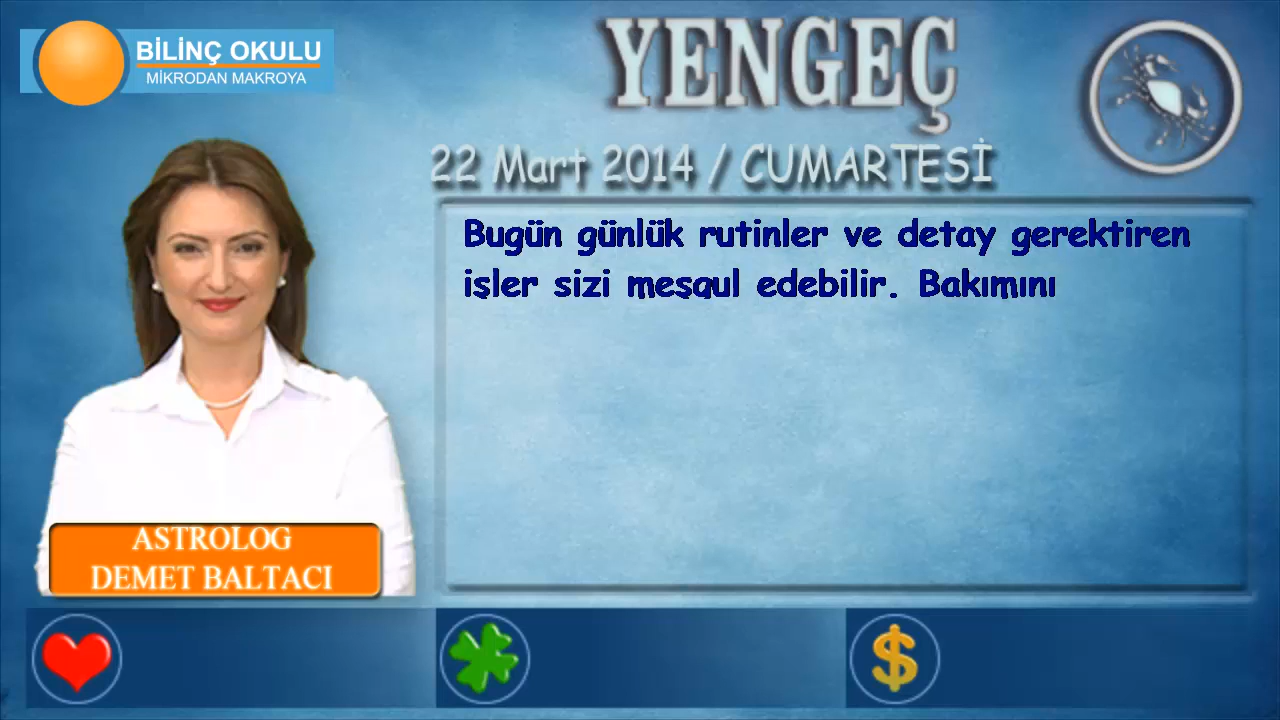 BİLİNÇ OKULU
MİKRODAN MAKROYA
YENGEÇ
22 Mart 2014 / CUMARTESİ
Bugün günlük rutinler ve detay gerektiren
işler sizi meşgul edebilir. Bakımını
ASTROLOG
DEMET BALTACI